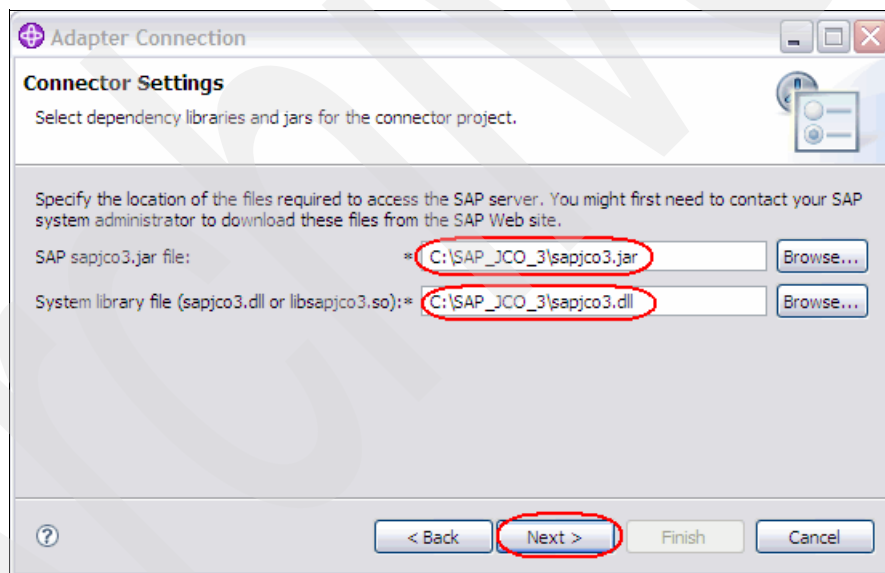 Adapter Connection
Connector Settings
Select dependency libraries and jars for the connector project.
Specify the location of the files required to access the SAP server. You might first need to contact your SAP
system administrator to download these files from the SAP Web site.
SAP sapjco3.jar file: * C:\SAP_JCO_3\sapjco3.jar Browse...
System library file (sapjco3.dll or libsapjco3.so):* C:\SAP_JCO_3\sapjco3.dll Browse...
? < Back Next > Finish Cancel